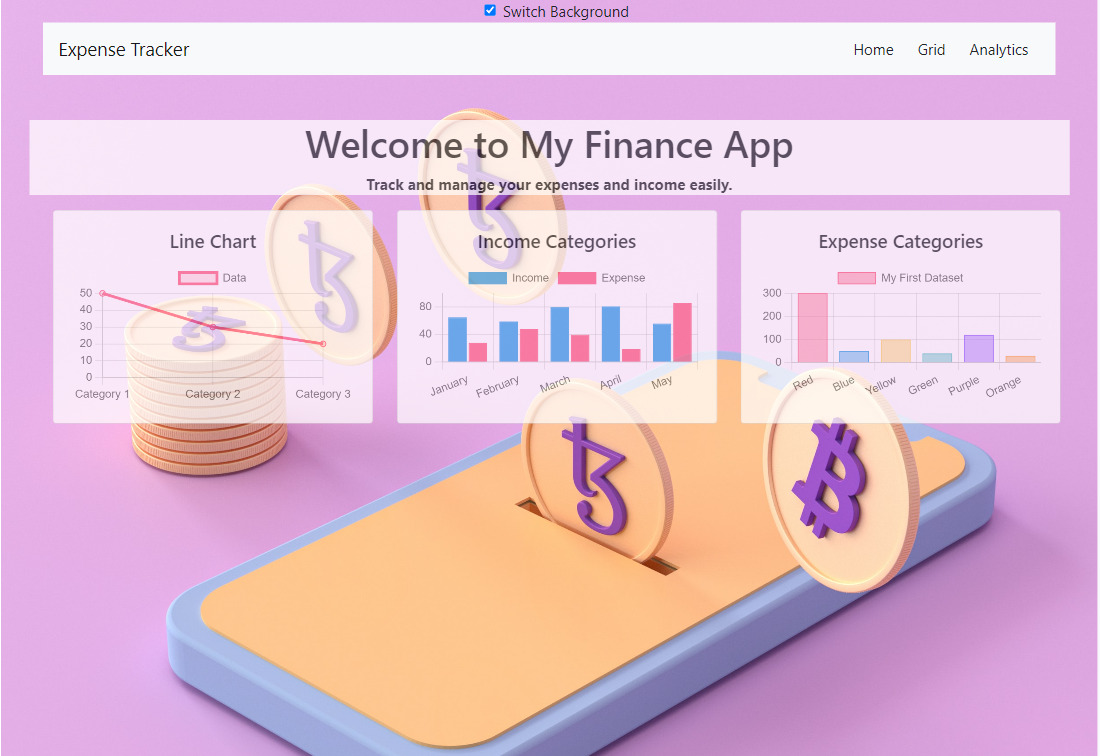 Switch Background
Expense Tracker Home Grid Analytics
Welcome to My Finance App
Track and manage your expenses and income easily.
Line Chart
Data
50
40
30
20
10
0
Category 1 Category 2 Category 3
Income Categories
Income Expense
80
40
0
January February March April May
Expense Categories
My First Dataset
300
200
100
0
Red Blue Yellow Green Purple Orange